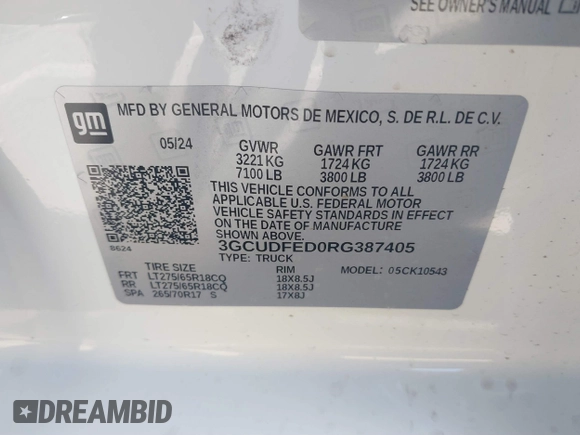 SEE OWNER'S MANUAL
gm
MFD BY GENERAL MOTORS DE MEXICO, S. DE R.L. DE C.V.
05/24 GVWR GAWR FRT GAWR RR
3221 KG 1724 KG 1724 KG
7100 LB 3800 LB 3800 LB
THIS VEHICLE CONFORMS TO ALL
APPLICABLE U.S. FEDERAL MOTOR
VEHICLE SAFETY STANDARDS IN EFFECT
ON THE DATE OF MANUFACTURE
SHOWN ABOVE.
8624 3GCUDFED0RG387405
TYPE: TRUCK
TIRE SIZE RIM MODEL: 05CK10543
FRT LT275/65R18CQ 18X8.5J
RR LT275/65R18CQ 18X8.5J
SPA 265/70R17 S 17X8J
DREAMBID